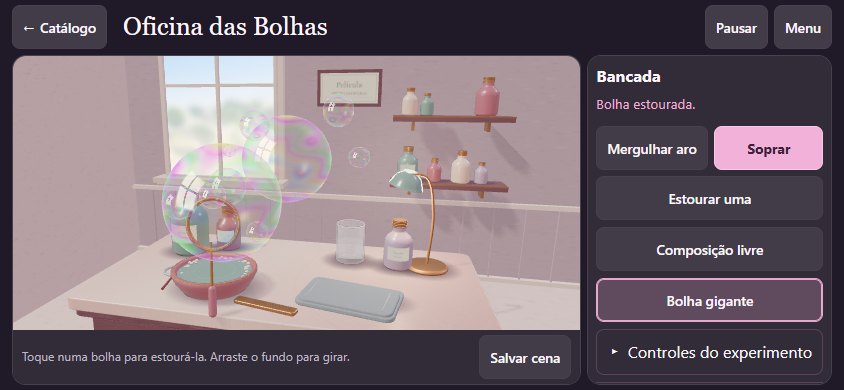 ← Catálogo
Oficina das Bolhas
Pausar
Menu
Película
Bancada
Bolha estourada.
Mergulhar aro
Soprar
Estourar uma
Composição livre
Bolha gigante
Controles do experimento
Toque numa bolha para estourá-la. Arraste o fundo para girar.
Salvar cena